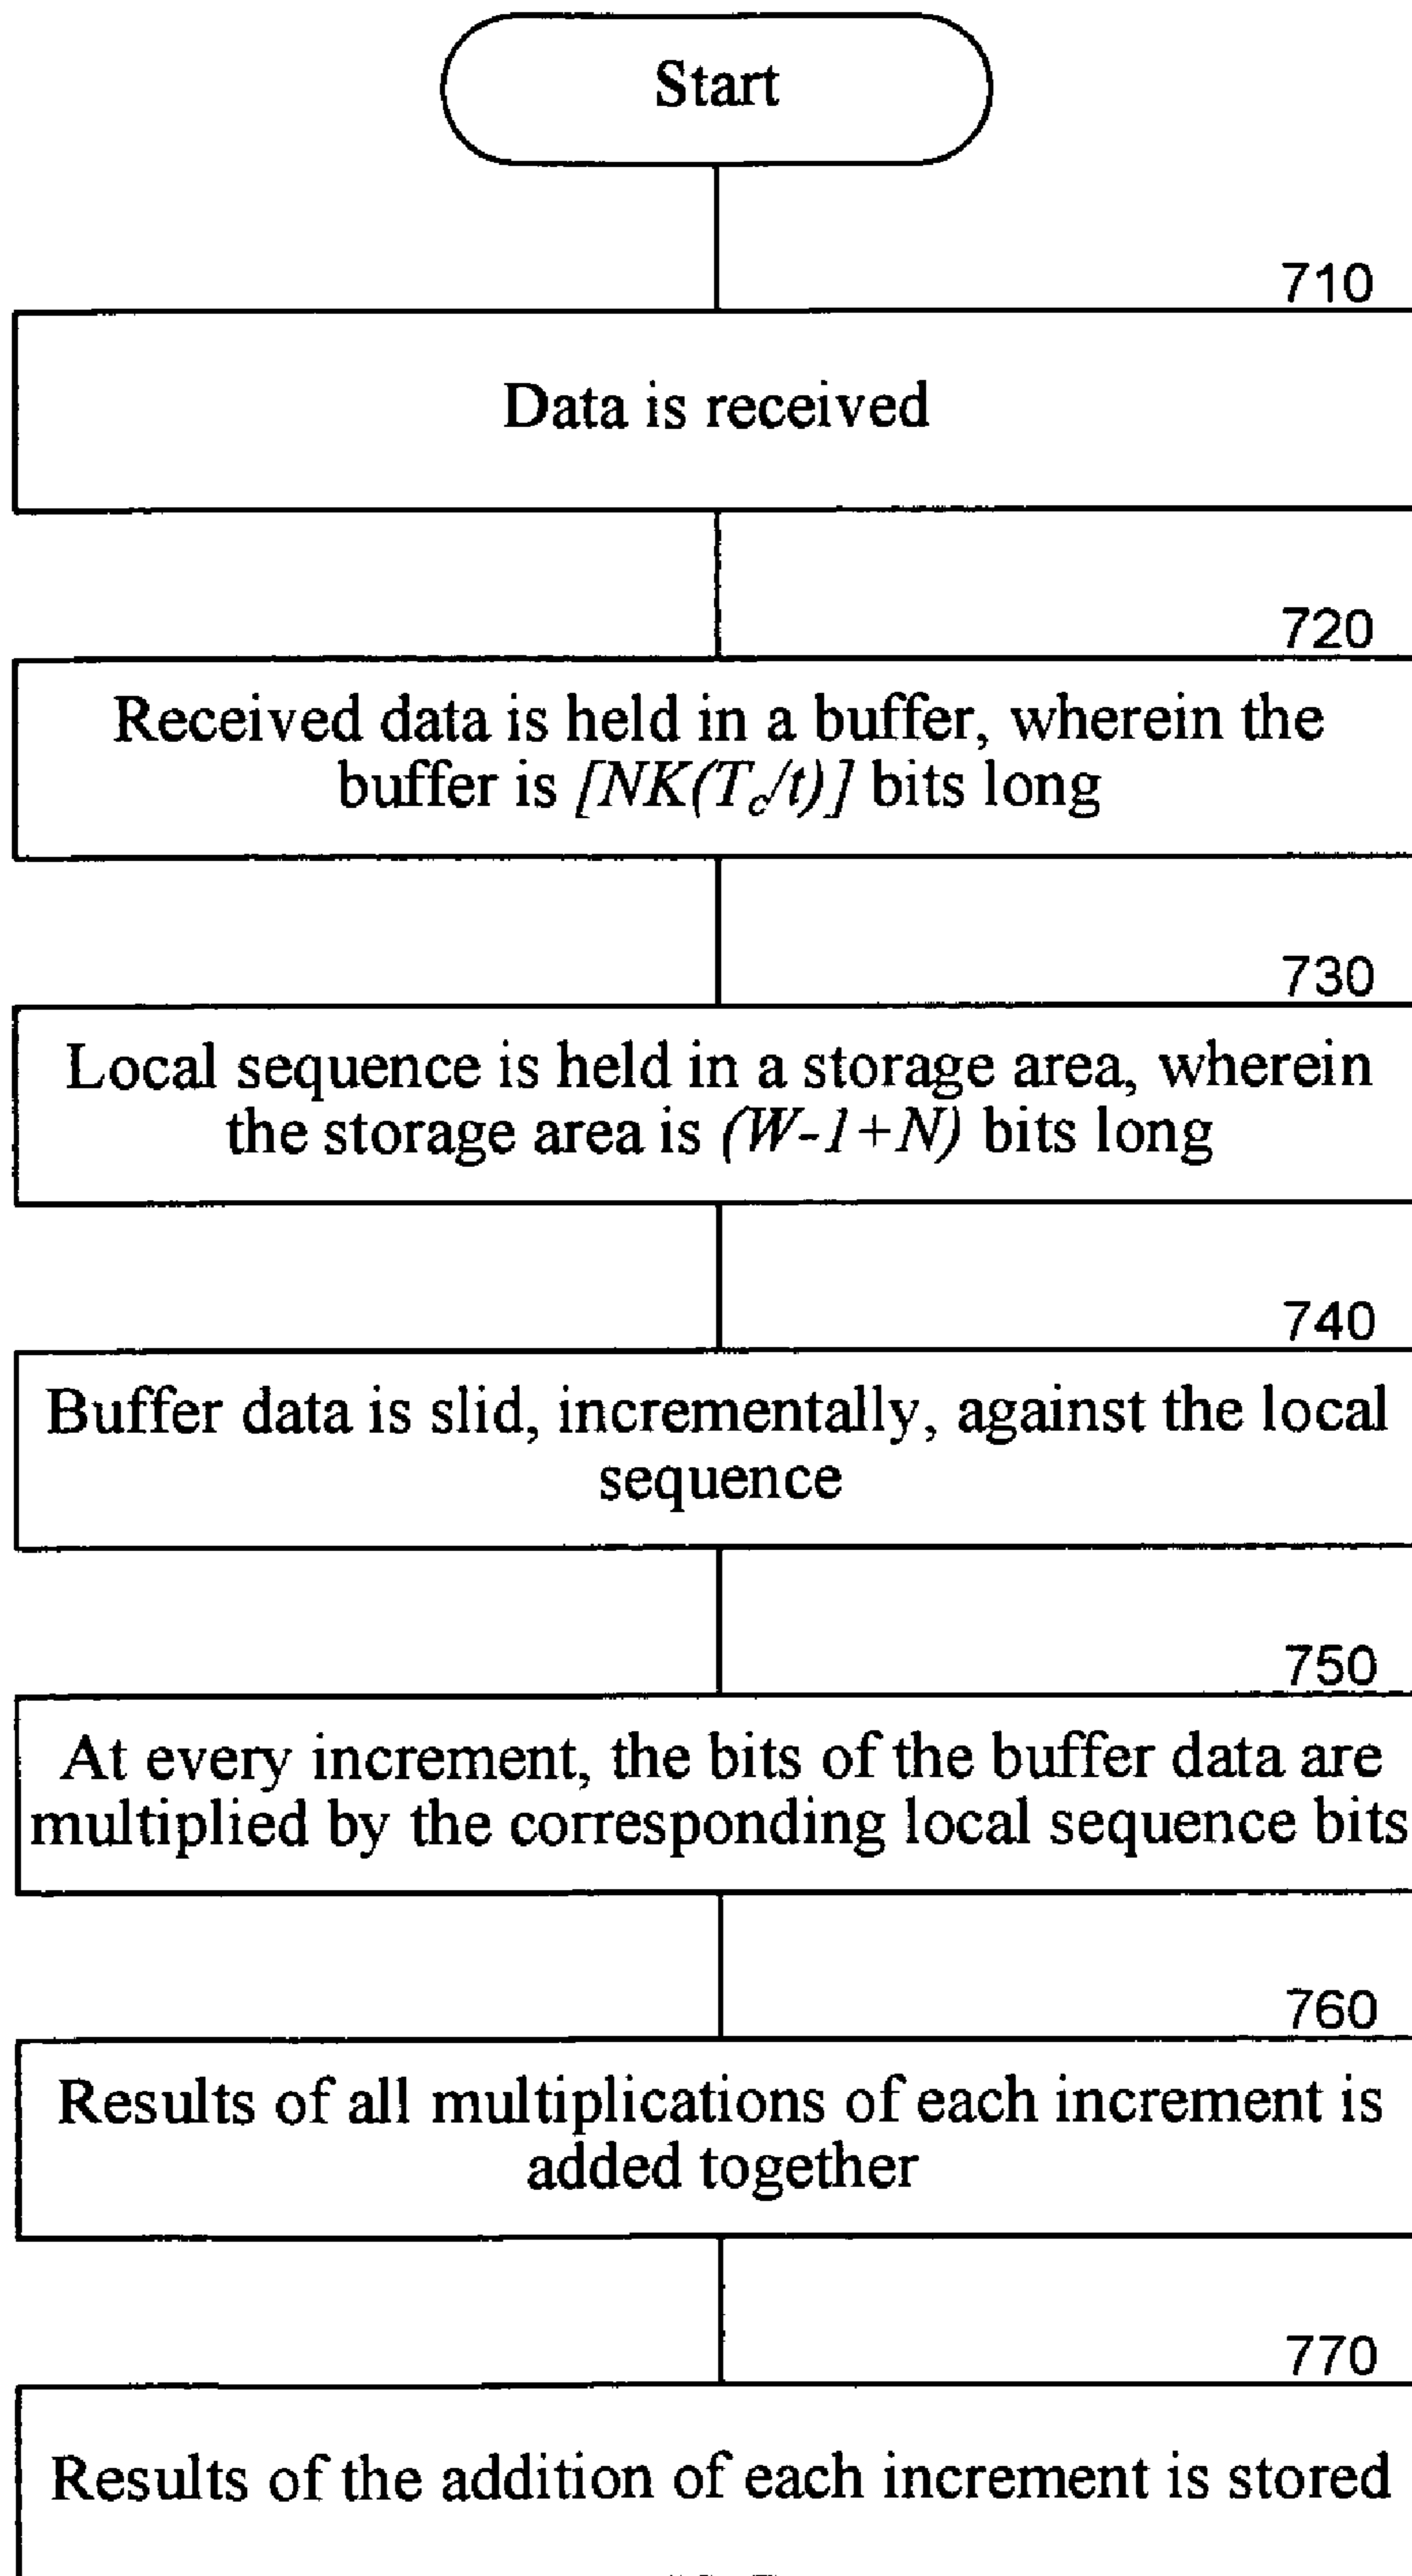 Start
710
Data is received
720
Received data is held in a buffer, wherein the
buffer is [NK(Tc/t)] bits long
730
Local sequence is held in a storage area, wherein
the storage area is (W-1+N) bits long
740
Buffer data is slid, incrementally, against the local
sequence
750
At every increment, the bits of the buffer data are
multiplied by the corresponding local sequence bits
760
Results of all multiplications of each increment is
added together
770
Results of the addition of each increment is stored